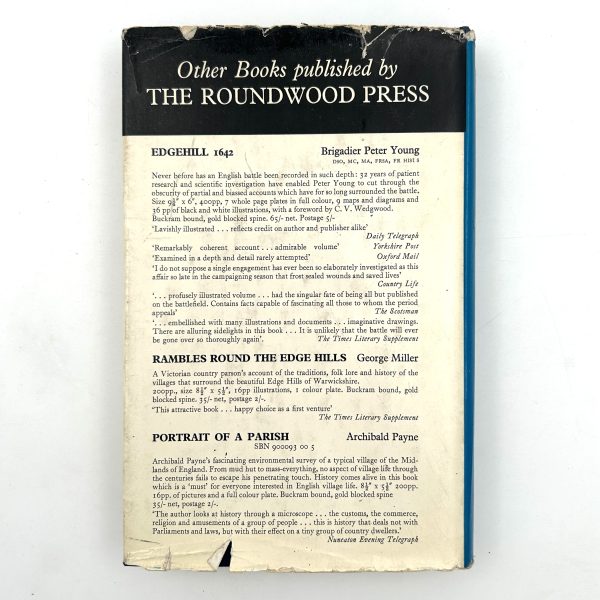 Other Books published by
THE ROUNDWOOD PRESS
EDGEHILL 1642 Brigadier Peter Young
DSO, MC, MA, FRSA, FR HIST S
Never before has an English battle been recorded in such depth: 32 years of patient
research and scientific investigation have enabled Peter Young to cut through the
obscurity of partial and biassed accounts which have for so long surrounded the battle.
Size 9¾" x 6", 400pp, 7 whole page plates in full colour, 9 maps and diagrams and
36 pp of black and white illustrations, with a foreword by C. V. Wedgwood.
Buckram bound, gold blocked spine. 65/- net. Postage 5/-
'Lavishly illustrated . . . reflects credit on author and publisher alike'
Daily Telegraph
'Remarkably coherent account . . . admirable volume' Yorkshire Post
'Examined in a depth and detail rarely attempted' Oxford Mail
'I do not suppose a single engagement has ever been so elaborately investigated as this
affair so late in the campaigning season that frost sealed wounds and saved lives'
Country Life
'. . . profusely illustrated volume . . . had the singular fate of being all but published
on the battlefield. Contains facts capable of fascinating all those to whom the period
appeals' The Scotsman
'. . . embellished with many illustrations and documents . . . imaginative drawings.
There are alluring sidelights in this book . . . It is unlikely that the battle will ever
be gone over so thoroughly again'. The Times Literary Supplement
RAMBLES ROUND THE EDGE HILLS George Miller
A Victorian country parson's account of the traditions, folk lore and history of the
villages that surround the beautiful Edge Hills of Warwickshire.
200pp., size 8½" x 5½", 16pp illustrations, 1 colour plate. Buckram bound, gold
blocked spine. 35/- net, postage 2/-.
'This attractive book . . . happy choice as a first venture'
The Times Literary Supplement
PORTRAIT OF A PARISH Archibald Payne
SBN 900093 00 5
Archibald Payne's fascinating environmental survey of a typical village of the Mid-
lands of England. From mud hut to mass-everything, no aspect of village life through
the centuries fails to escape his penetrating touch. History comes alive in this book
which is a 'must' for everyone interested in English village life. 8½" x 5½" 200pp.
16pp. of pictures and a full colour plate. Buckram bound, gold blocked spine
35/- net, postage 2/-.
'The author looks at history through a microscope . . . the customs, the commerce,
religion and amusements of a group of people . . . this is history that deals not with
Parliaments and laws, but with their effect on a tiny group of country dwellers.'
Nuneaton Evening Telegraph